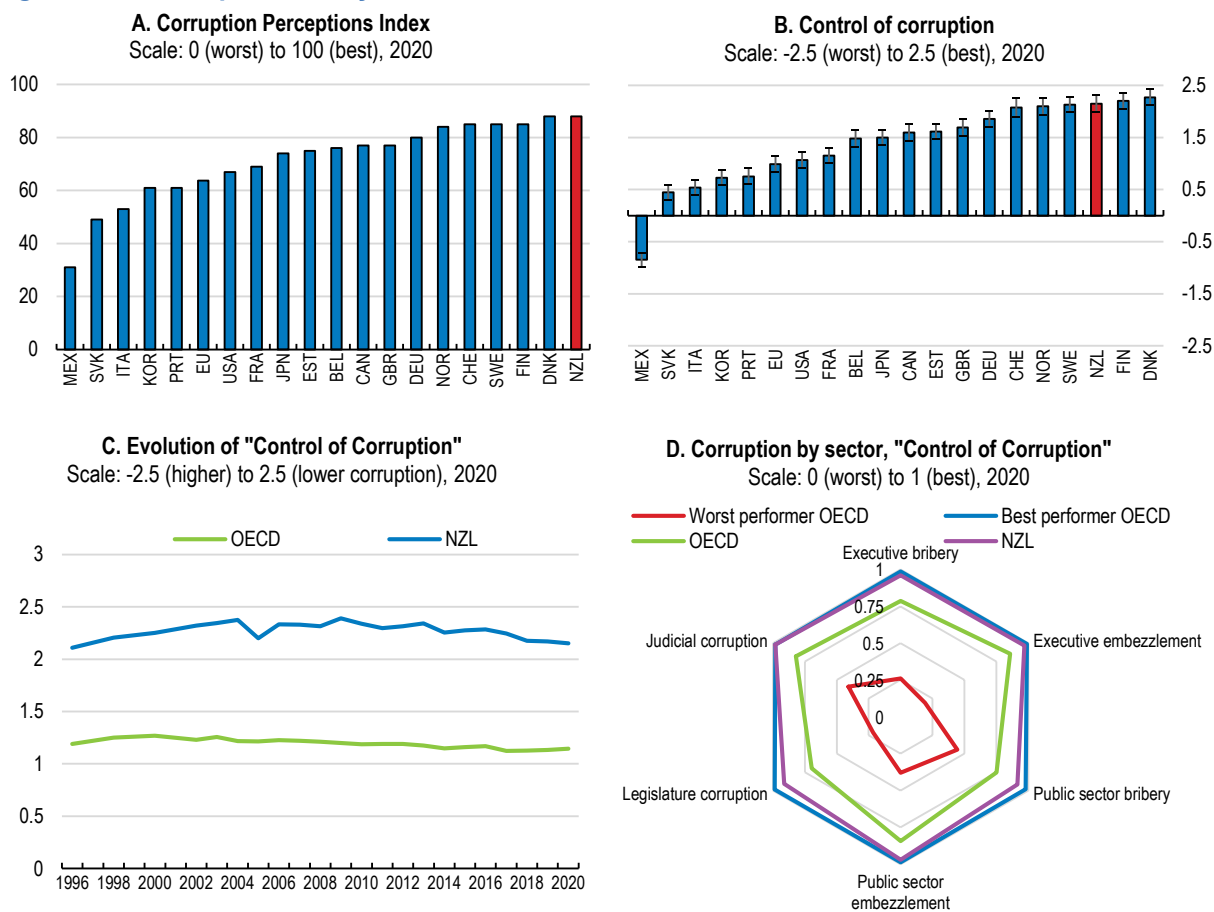 A. Corruption Perceptions Index
Scale: 0 (worst) to 100 (best), 2020
100
80
60
40
20
0
MEX
SVK
ITA
KOR
PRT
EU
USA
FRA
JPN
EST
BEL
CAN
GBR
DEU
NOR
CHE
SWE
FIN
DNK
NZL
B. Control of corruption
Scale: -2.5 (worst) to 2.5 (best), 2020
2.5
1.5
0.5
-0.5
-1.5
-2.5
MEX
SVK
ITA
KOR
PRT
EU
USA
FRA
BEL
JPN
CAN
EST
GBR
DEU
CHE
NOR
SWE
NZL
FIN
DNK
C. Evolution of "Control of Corruption"
Scale: -2.5 (higher) to 2.5 (lower corruption), 2020
OECD NZL
3
2.5
2
1.5
1
0.5
0
1996 1998 2000 2002 2004 2006 2008 2010 2012 2014 2016 2018 2020
D. Corruption by sector, "Control of Corruption"
Scale: 0 (worst) to 1 (best), 2020
Worst performer OECD Best performer OECD
OECD NZL
Executive bribery
1
0.75
0.5
0.25
0
Judicial corruption
Executive embezzlement
Legislature corruption
Public sector bribery
Public sector
embezzlement